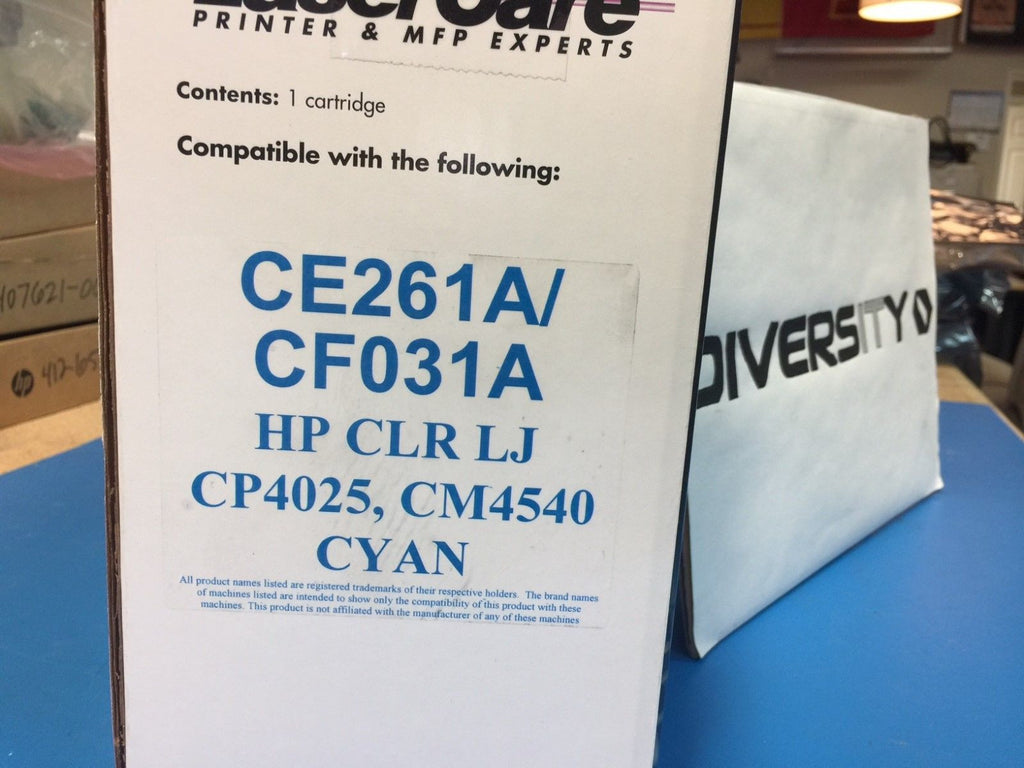 LaserCare
PRINTER & MFP EXPERTS
Contents: 1 cartridge
Compatible with the following:
CE261A/
CF031A
HP CLR LJ
CP4025, CM4540
CYAN
All product names listed are registered trademarks of their respective holders. The brand names
of machines listed are intended to show only the compatibility of this product with these
machines. This product is not affiliated with the manufacturer of any of these machines
DIVERSITY
hp